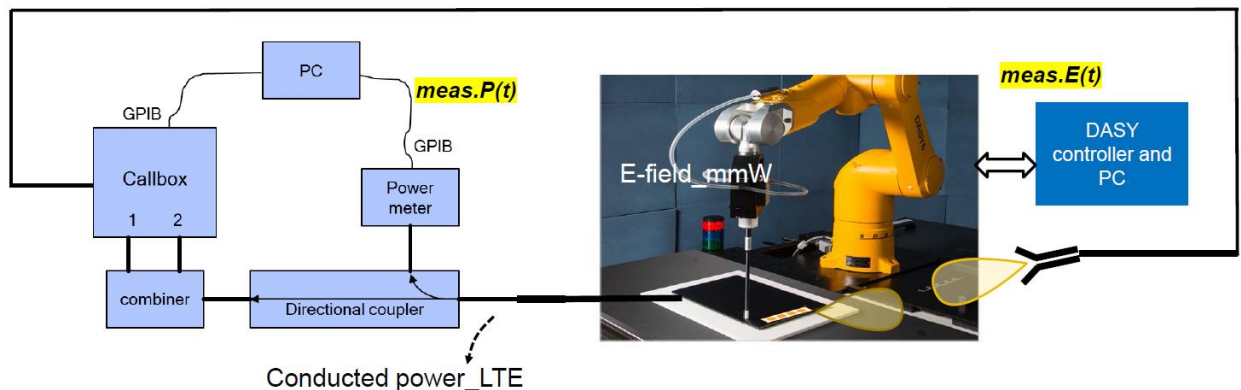 PC
meas.P(t)
meas.E(t)
GPIB
GPIB
Callbox
1 2
Power
meter
E-field_mmW
DASY6
DASY
controller and
PC
combiner
Directional coupler
Conducted power_LTE